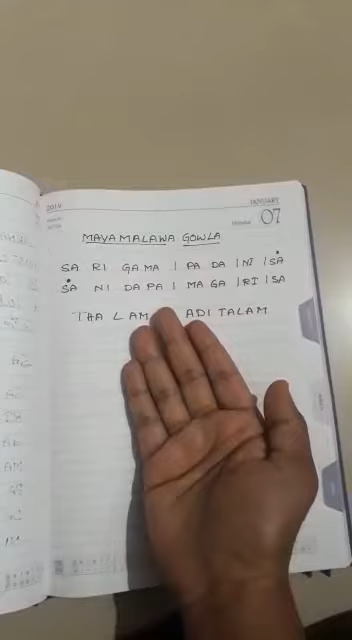 2019 JANUARY
07
MAYAMALAWA GOWLA
SA RI GA MA | PA DA | NI | SȦ
SȦ NI DA PA | MA GA | RI | SA
THALAM ADI TALAM